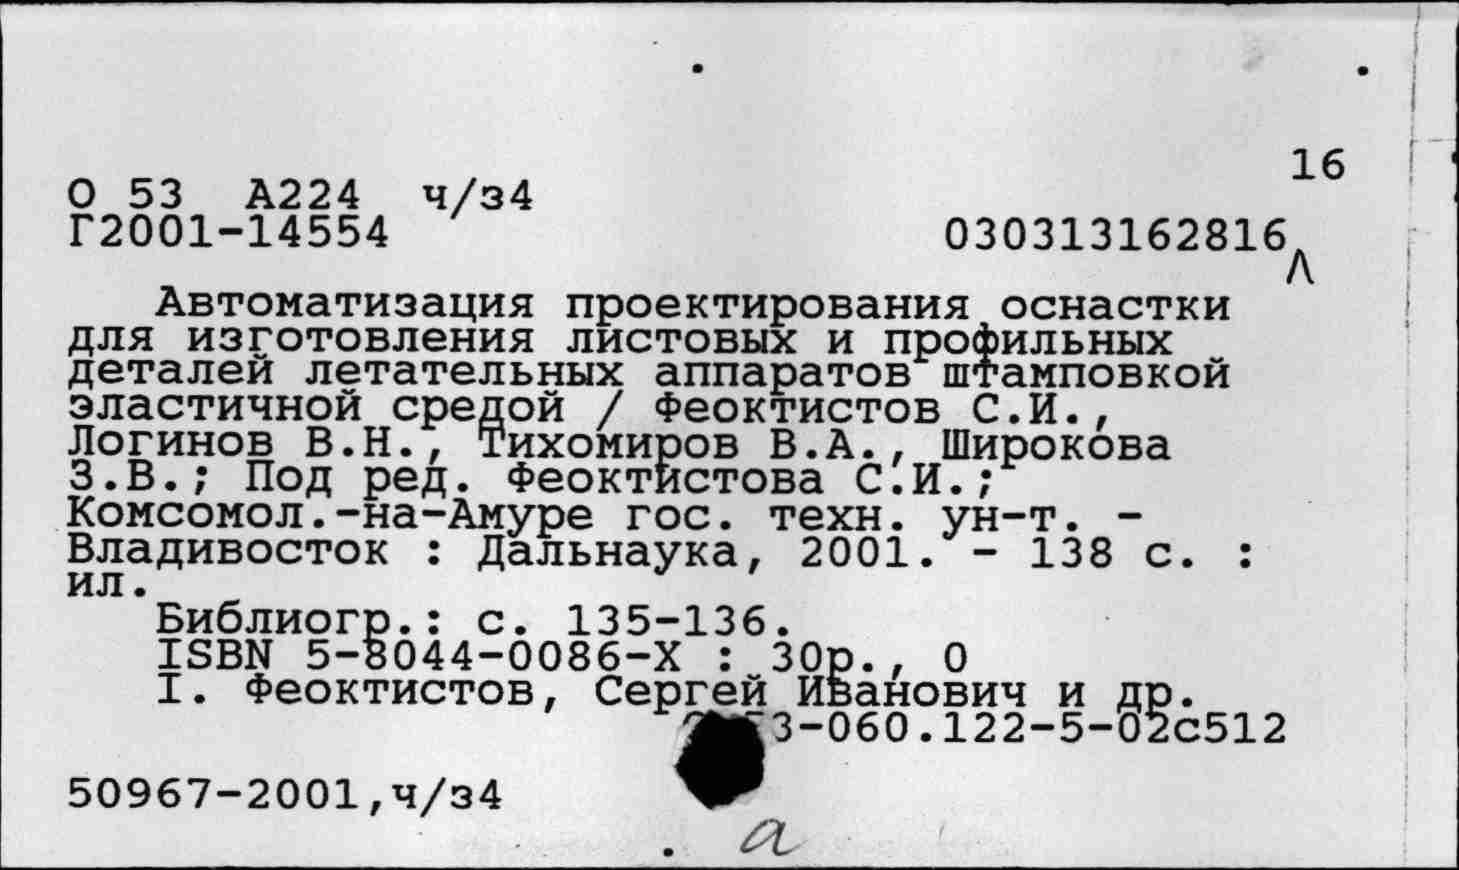 16
О 53 А224 ч/з4
Г2001-14554 030313162816
Л
Автоматизация проектирования оснастки
для изготовления листовых и профильных
деталей летательных аппаратов штамповкой
эластичной средой / Феоктистов С.И.,
Логинов В.Н., Тихомиров В.А., Широкова
З.В.; Под ред. Феоктистова С.И.;
Комсомол.-на-Амуре гос. техн. ун-т. -
Владивосток : Дальнаука, 2001. - 138 с. :
ил.
Библиогр.: с. 135-136.
ISBN 5-8044-0086-X : 30р., 0
I. Феоктистов, Сергей Иванович и др.
3-060.122-5-02с512
50967-2001,ч/з4
а